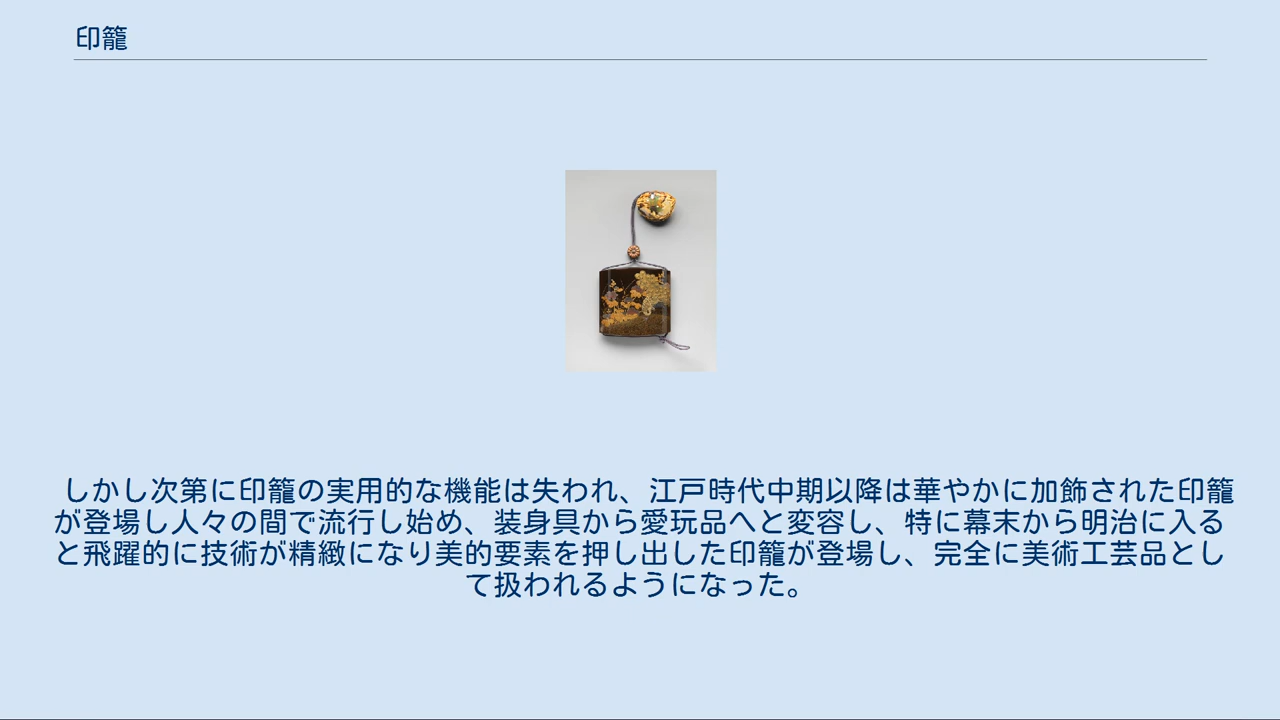 印籠
しかし次第に印籠の実用的な機能は失われ、江戸時代中期以降は華やかに加飾された印籠
が登場し人々の間で流行し始め、装身具から愛玩品へと変容し、特に幕末から明治に入る
と飛躍的に技術が精緻になり美的要素を押し出した印籠が登場し、完全に美術工芸品とし
て扱われるようになった。